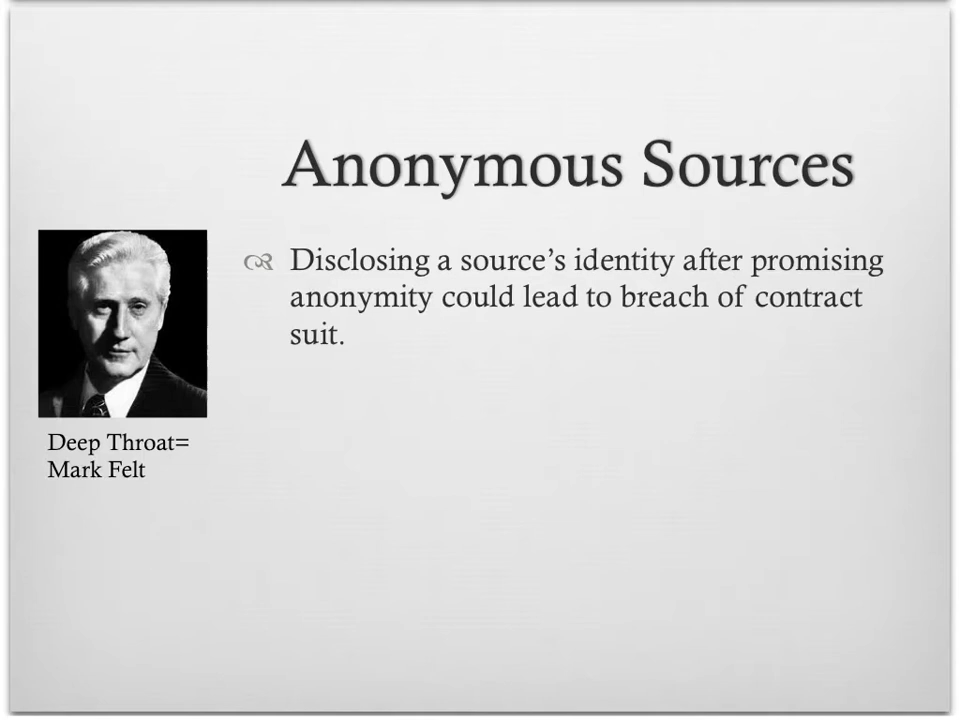 Anonymous Sources
Disclosing a source’s identity after promising
anonymity could lead to breach of contract
suit.
Deep Throat=
Mark Felt